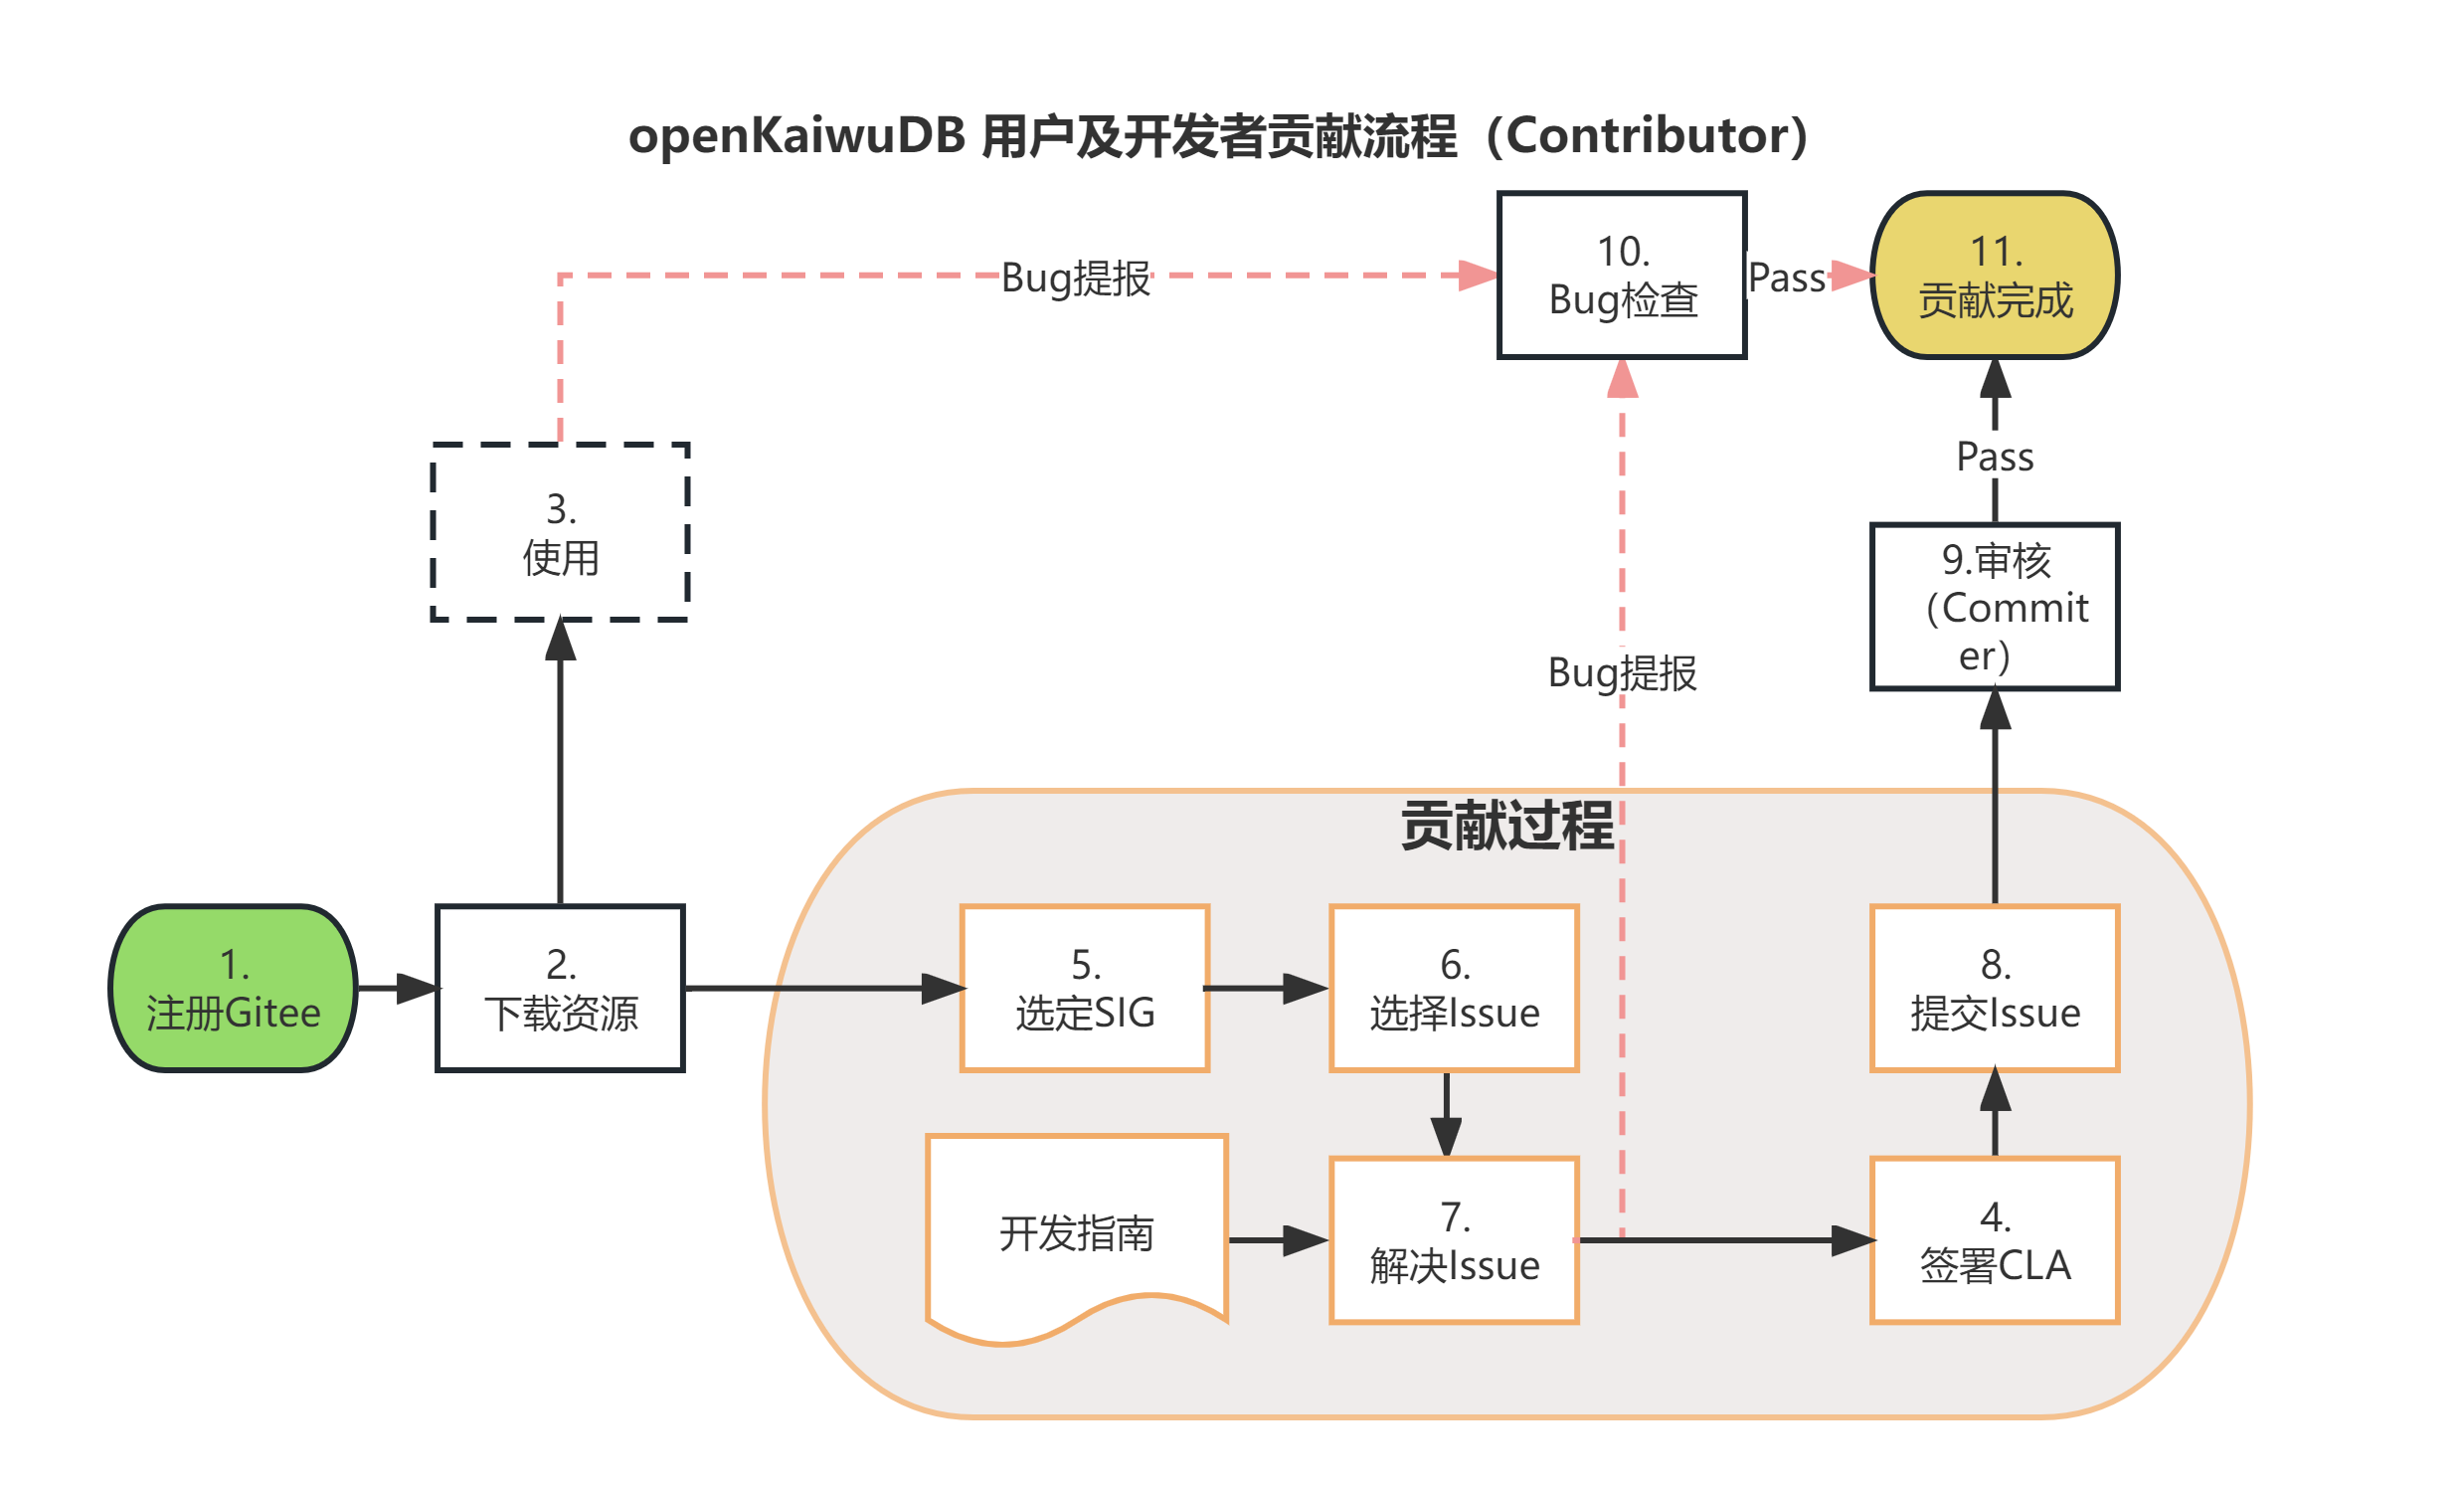 openKaiwuDB 用户及开发者贡献流程（Contributor）
10.
Bug检查
Pass
11.
贡献完成
Bug提报
Pass
3.
使用
9.审核
（Commit
er）
Bug提报
贡献过程
1.
注册Gitee
2.
下载资源
5.
选定SIG
6.
选择Issue
8.
提交Issue
开发指南
7.
解决Issue
4.
签署CLA